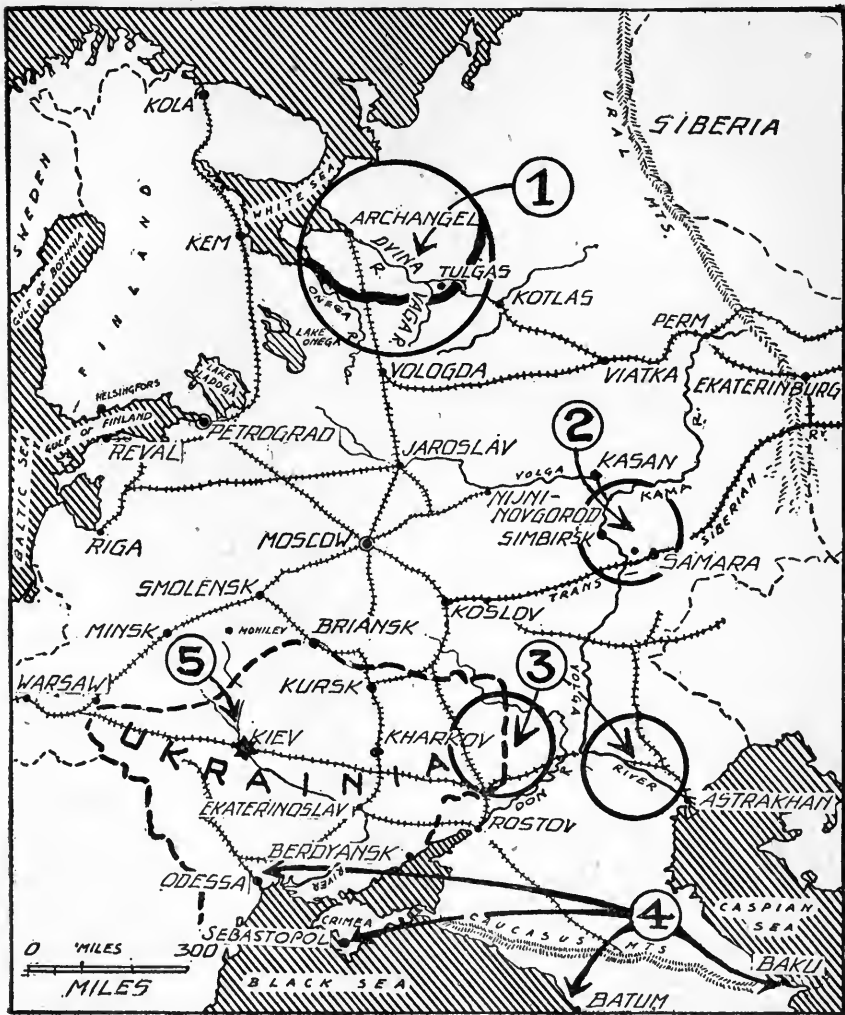 KOLA
SIBERIA
URAL
MTS.
SWEDEN
FINLAND
GULF OF BOTHNIA
WHITE SEA
1
ARCHANGEL
KEM
DVINA
R.
TULGAS
ONEGA R.
VAGA R.
KOTLAS
LAKE
ONEGA
PERM
LAKE
LADOGA
VOLOGDA
VIATKA
EKATERINBURG
HELSINGFORS
GULF OF FINLAND
PETROGRAD
REVAL
R.
2
RY.
JAROSLAV
VOLGA
KASAN
KAMA
BALTIC SEA
NIJNI-
NOVGOROD
SIBERIAN
RIGA
MOSCOW
SIMBIRSK
SAMARA
SMOLENSK
TRANS
KOSLOV
MINSK
MOHILEV
BRIANSK
5
3
WARSAW
KURSK
VOLGA
KIEV
KHARKOV
UKRAINIA
RIVER
DON R.
EKATERINOSLAV
ASTRAKHAN
ROSTOV
BERDYANSK
RIVER
ODESSA
4
CASPIAN
SEA
CRIMEA
SEBASTOPOL
CAUCASUS MTS
0 'MILES 300
MILES
BLACK SEA
BAKU
BATUM